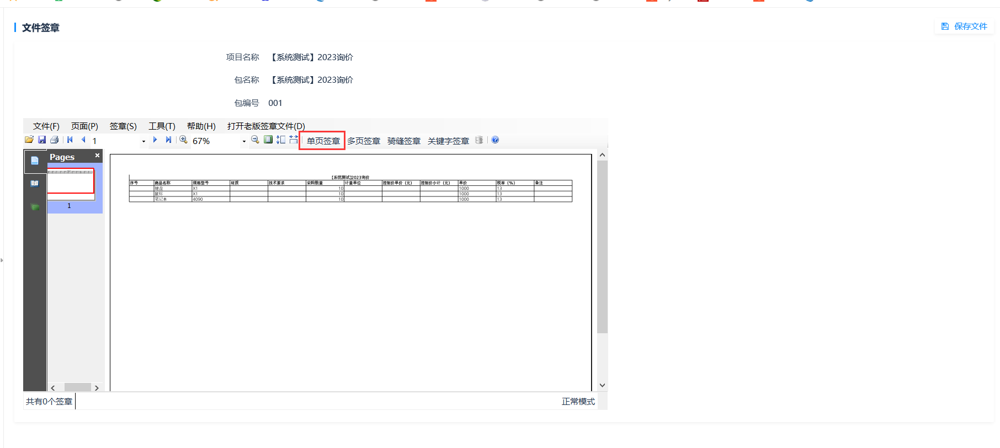 文件签章
保存文件
项目名称 【系统测试】2023询价
包名称 【系统测试】2023询价
包编号 001
文件(F) 页面(P) 签章(S) 工具(T) 帮助(H) 打开老版签章文件(D)
1 67% 单页签章 多页签章 骑缝签章 关键字签章
Pages
1
【系统测试】2023询价
序号 商品名称 规格型号 材质 技术要求 采购数量 计量单位 控制价单价（元） 控制价小计（元） 单价 税率（%） 备注
键盘 X1 10 1000 13
鼠标 X1 10 1000 13
笔记本 4090 10 1000 13
共有0个签章
正常模式